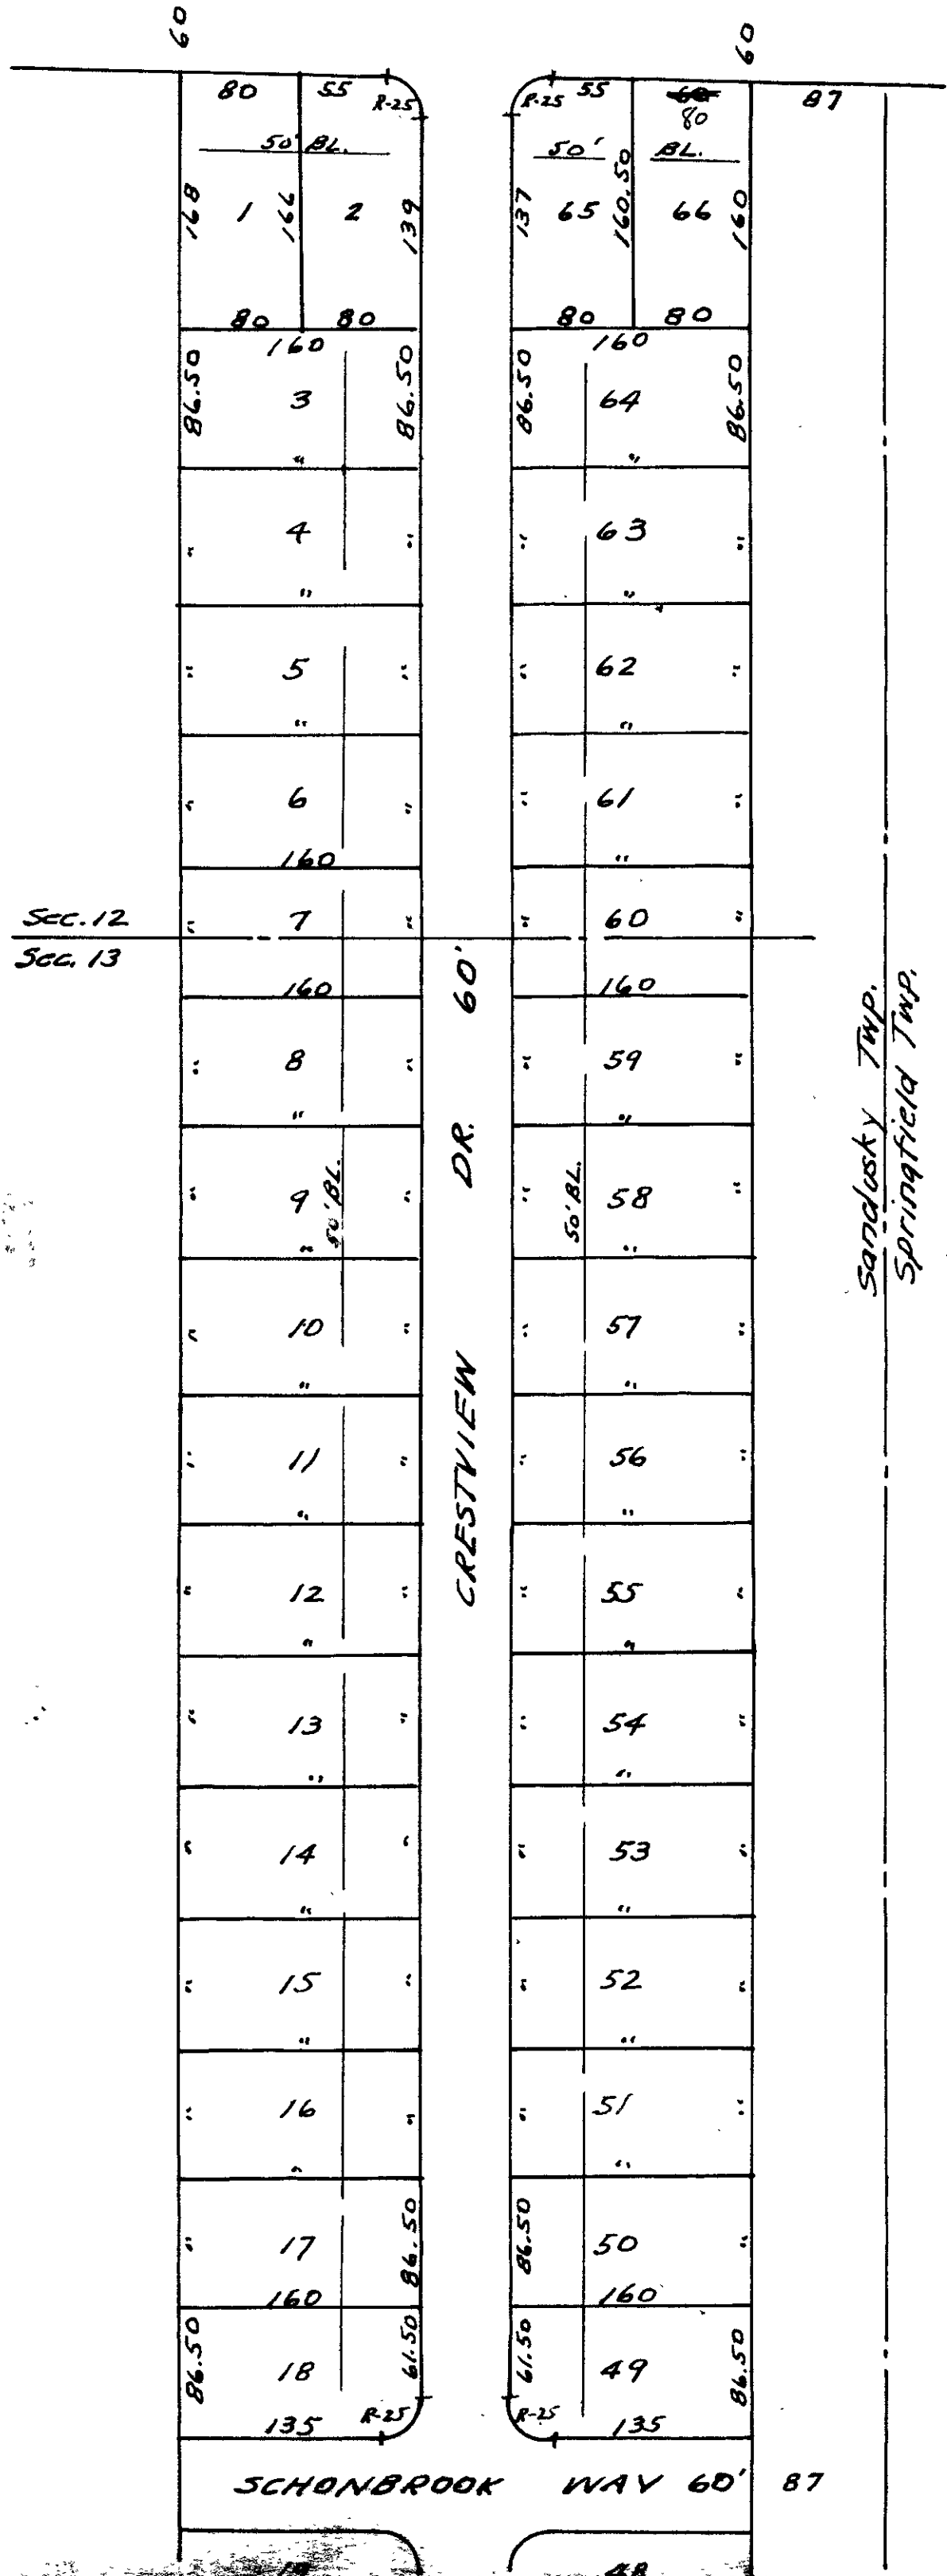 60 60
80 55 R-25 R-25 55 60 87
80
50' BL. 50' BL.
168 1 166 2 139 137 65 160.50 66 160
80 80 80 80
160 160
86.50 3 86.50 86.50 64 86.50
" "
" 4 " " 63 "
" "
" 5 " " 62 "
" "
" 6 " " 61 "
160 "
Sec. 12 " 7 " " 60 "
Sec. 13
160 160
" 8 " " 59 "
" "
" 9 " " 58 "
" "
50' BL. 50' BL.
" 10 " " 57 "
" "
" 11 " " 56 "
" "
" 12 " " 55 "
" "
" 13 " " 54 "
" "
" 14 " " 53 "
" "
" 15 " " 52 "
" "
" 16 " " 51 "
" "
" 17 86.50 86.50 50 "
160 160
86.50 18 61.50 61.50 49 86.50
135 R-25 R-25 135
CRESTVIEW DR. 60'
Sandusky Twp.
Springfield Twp.
SCHONBROOK WAY 60' 87
48